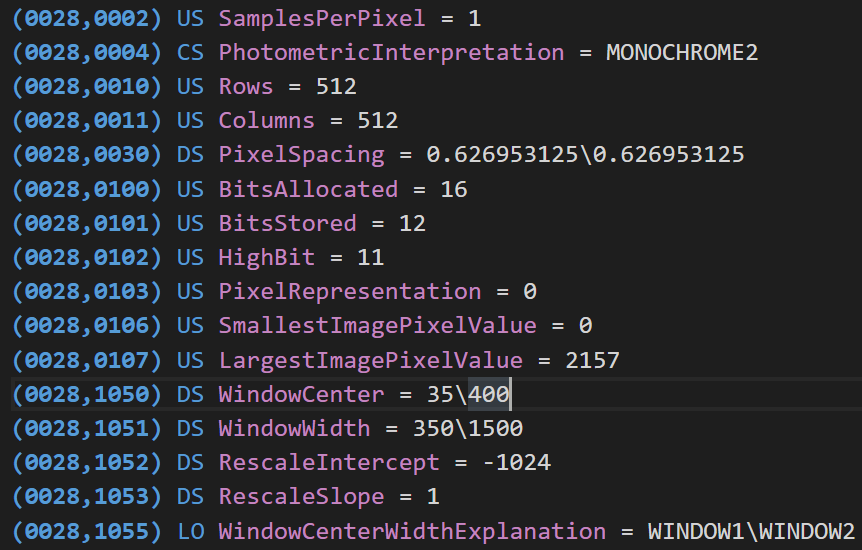 (0028,0002) US SamplesPerPixel = 1
(0028,0004) CS PhotometricInterpretation = MONOCHROME2
(0028,0010) US Rows = 512
(0028,0011) US Columns = 512
(0028,0030) DS PixelSpacing = 0.626953125\0.626953125
(0028,0100) US BitsAllocated = 16
(0028,0101) US BitsStored = 12
(0028,0102) US HighBit = 11
(0028,0103) US PixelRepresentation = 0
(0028,0106) US SmallestImagePixelValue = 0
(0028,0107) US LargestImagePixelValue = 2157
(0028,1050) DS WindowCenter = 35\400
(0028,1051) DS WindowWidth = 350\1500
(0028,1052) DS RescaleIntercept = -1024
(0028,1053) DS RescaleSlope = 1
(0028,1055) LO WindowCenterWidthExplanation = WINDOW1\WINDOW2